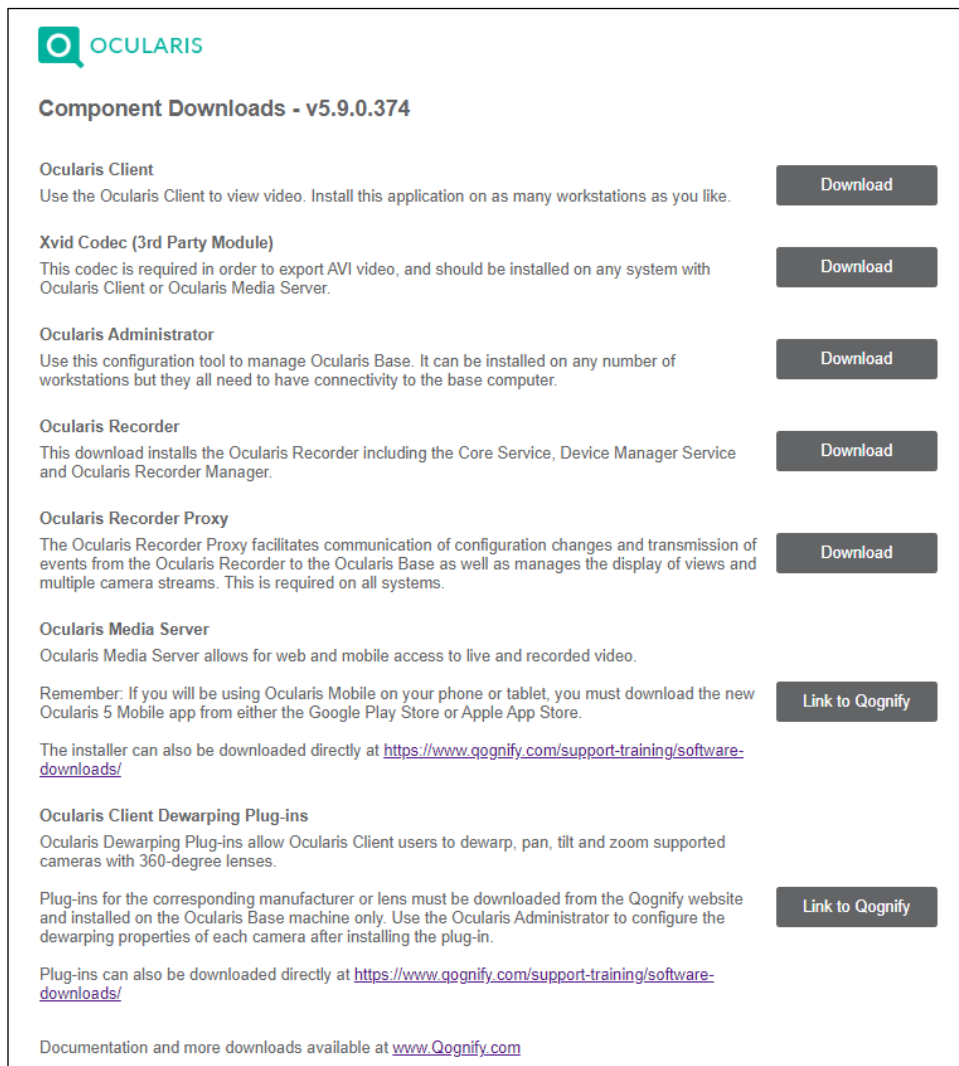 OCULARIS
Component Downloads - v5.9.0.374
Ocularis Client
Use the Ocularis Client to view video. Install this application on as many workstations as you like.
Download
Xvid Codec (3rd Party Module)
This codec is required in order to export AVI video, and should be installed on any system with
Ocularis Client or Ocularis Media Server.
Download
Ocularis Administrator
Use this configuration tool to manage Ocularis Base. It can be installed on any number of
workstations but they all need to have connectivity to the base computer.
Download
Ocularis Recorder
This download installs the Ocularis Recorder including the Core Service, Device Manager Service
and Ocularis Recorder Manager.
Download
Ocularis Recorder Proxy
The Ocularis Recorder Proxy facilitates communication of configuration changes and transmission of
events from the Ocularis Recorder to the Ocularis Base as well as manages the display of views and
multiple camera streams. This is required on all systems.
Download
Ocularis Media Server
Ocularis Media Server allows for web and mobile access to live and recorded video.
Remember: If you will be using Ocularis Mobile on your phone or tablet, you must download the new
Ocularis 5 Mobile app from either the Google Play Store or Apple App Store.
Link to Qognify
The installer can also be downloaded directly at https://www.qognify.com/support-training/software-
downloads/
Ocularis Client Dewarping Plug-ins
Ocularis Dewarping Plug-ins allow Ocularis Client users to dewarp, pan, tilt and zoom supported
cameras with 360-degree lenses.
Plug-ins for the corresponding manufacturer or lens must be downloaded from the Qognify website
and installed on the Ocularis Base machine only. Use the Ocularis Administrator to configure the
dewarping properties of each camera after installing the plug-in.
Link to Qognify
Plug-ins can also be downloaded directly at https://www.qognify.com/support-training/software-
downloads/
Documentation and more downloads available at www.Qognify.com